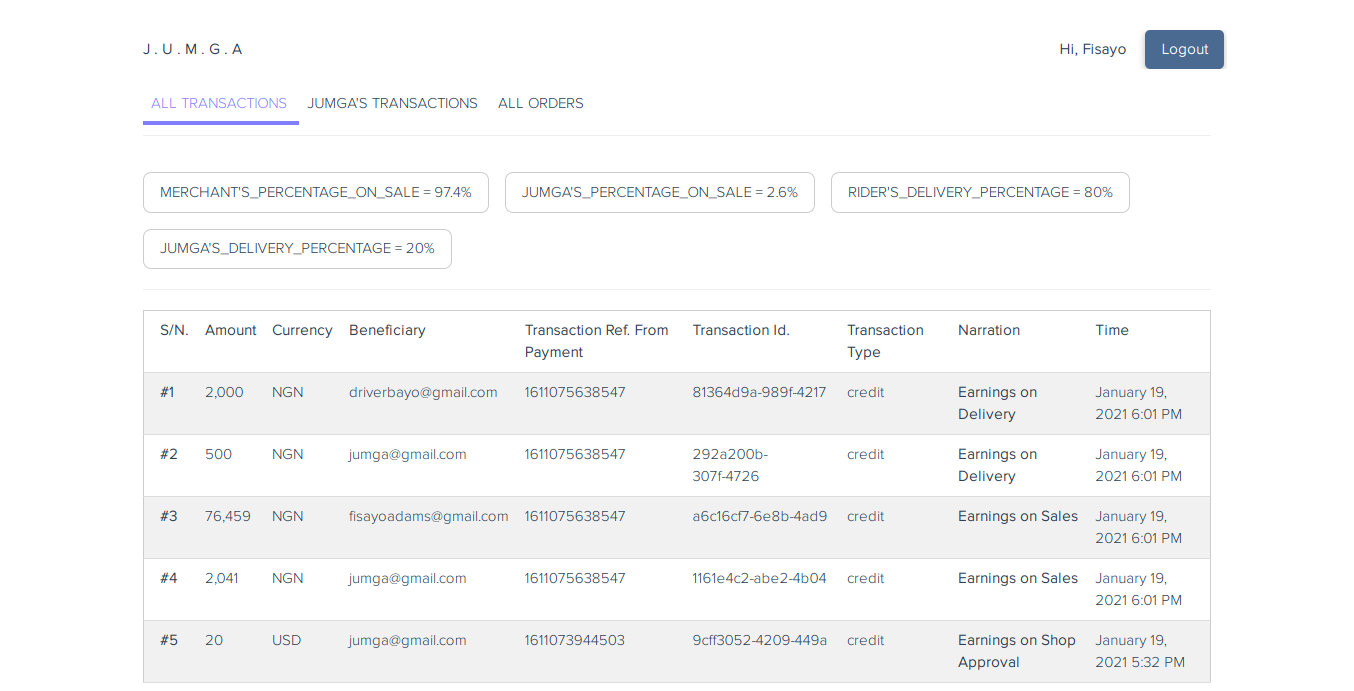 J . U . M . G . A
Hi, Fisayo
Logout
ALL TRANSACTIONS JUMGA'S TRANSACTIONS ALL ORDERS
MERCHANT'S_PERCENTAGE_ON_SALE = 97.4%
JUMGA'S_PERCENTAGE_ON_SALE = 2.6%
RIDER'S_DELIVERY_PERCENTAGE = 80%
JUMGA'S_DELIVERY_PERCENTAGE = 20%
S/N. Amount Currency Beneficiary Transaction Ref. From Payment Transaction Id. Transaction Type Narration Time
#1 2,000 NGN driverbayo@gmail.com 1611075638547 81364d9a-989f-4217 credit Earnings on Delivery January 19, 2021 6:01 PM
#2 500 NGN jumga@gmail.com 1611075638547 292a200b-307f-4726 credit Earnings on Delivery January 19, 2021 6:01 PM
#3 76,459 NGN fisayoadams@gmail.com 1611075638547 a6c16cf7-6e8b-4ad9 credit Earnings on Sales January 19, 2021 6:01 PM
#4 2,041 NGN jumga@gmail.com 1611075638547 1161e4c2-abe2-4b04 credit Earnings on Sales January 19, 2021 6:01 PM
#5 20 USD jumga@gmail.com 1611073944503 9cff3052-4209-449a credit Earnings on Shop Approval January 19, 2021 5:32 PM